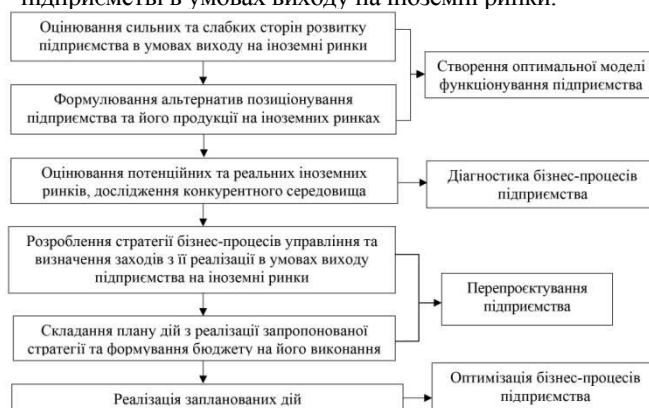 підприємстві в умовах виходу на іноземні ринки.
Оцінювання сильних та слабких сторін розвитку
підприємства в умовах виходу на іноземні ринки
Створення оптимальної моделі
функціонування підприємства
Формулювання альтернатив позиціонування
підприємства та його продукції на іноземних ринках
Оцінювання потенційних та реальних іноземних
ринків, дослідження конкурентного середовища
Діагностика бізнес-процесів
підприємства
Розроблення стратегії бізнес-процесів управління та
визначення заходів з її реалізації в умовах виходу
підприємства на іноземні ринки
Перепроєктування
підприємства
Складання плану дій з реалізації запропонованої
стратегії та формування бюджету на його виконання
Оптимізація бізнес-процесів
підприємства
Реалізація запланованих дій